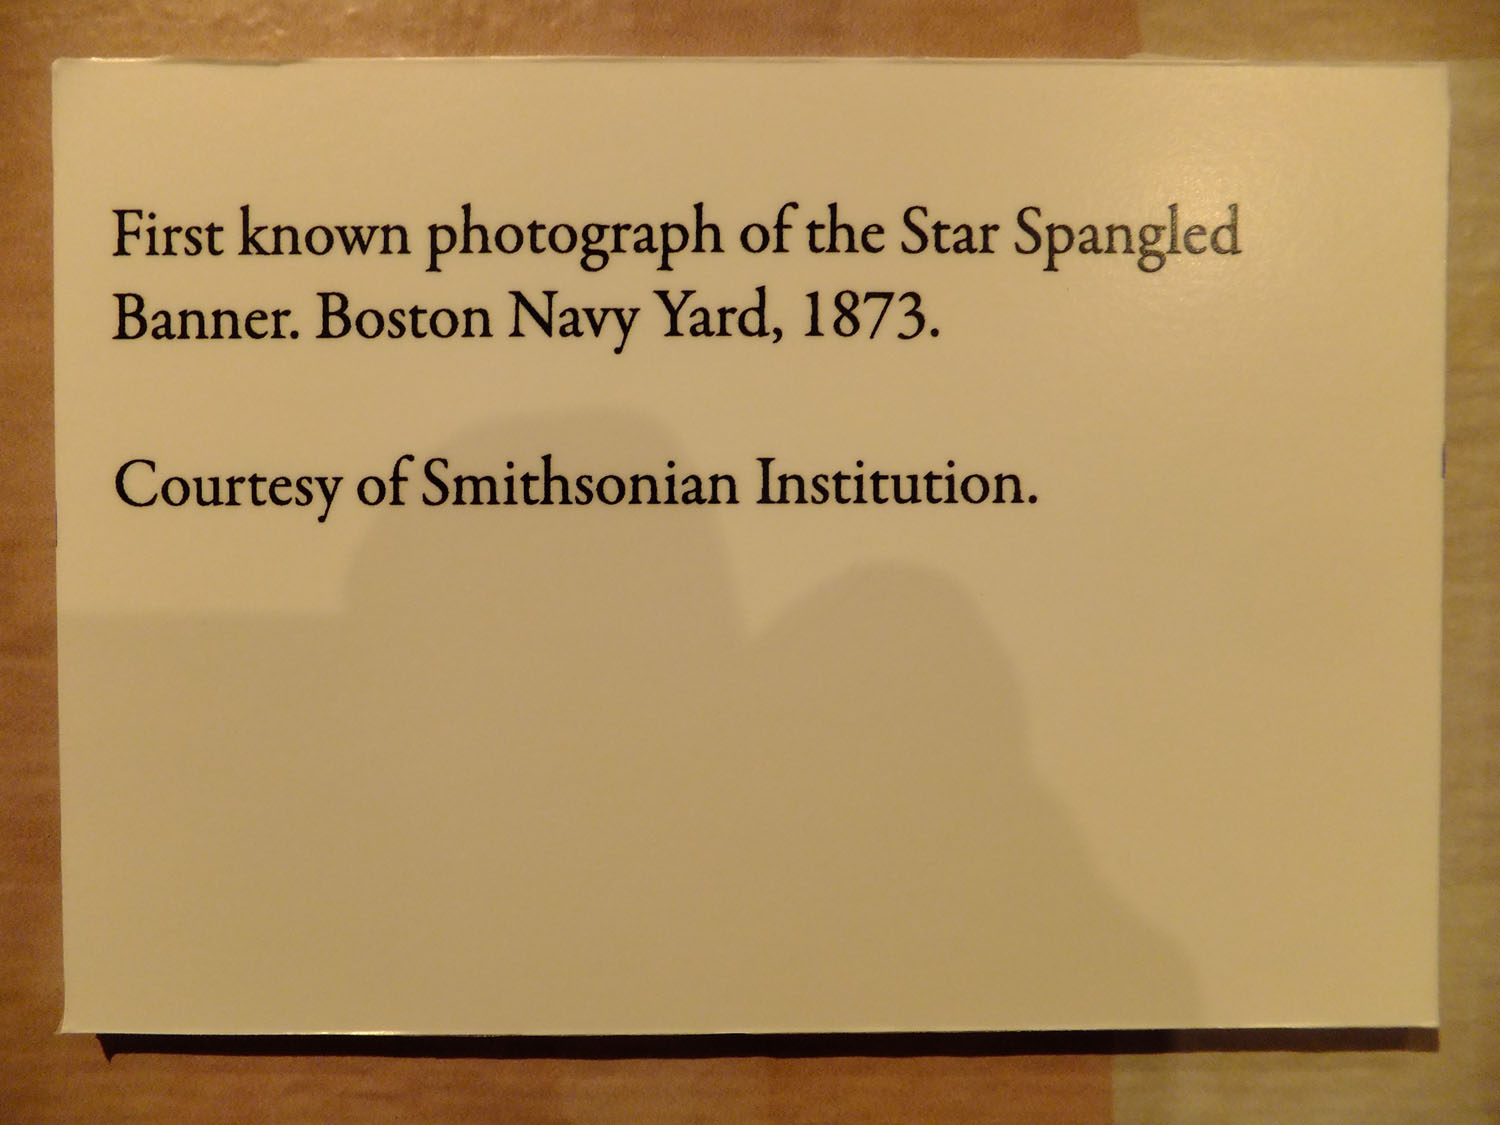 First known photograph of the Star Spangled
Banner. Boston Navy Yard, 1873.
Courtesy of Smithsonian Institution.